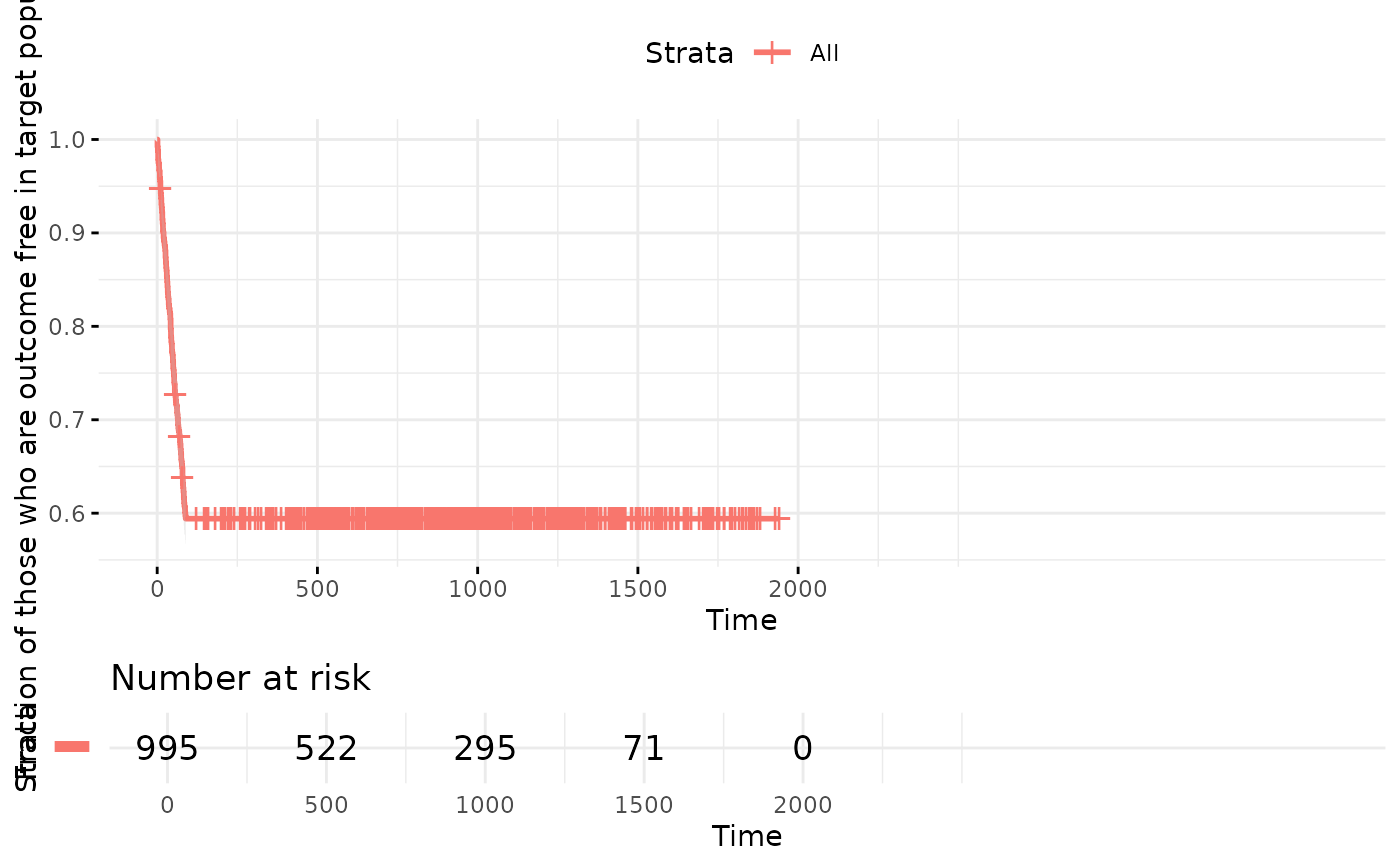 Strata All
Fraction of those who are outcome free in target
1.0
0.9
0.8
0.7
0.6
0 500 1000 1500 2000
Time
Number at risk
Strata
995 522 295 71 0
0 500 1000 1500 2000
Time